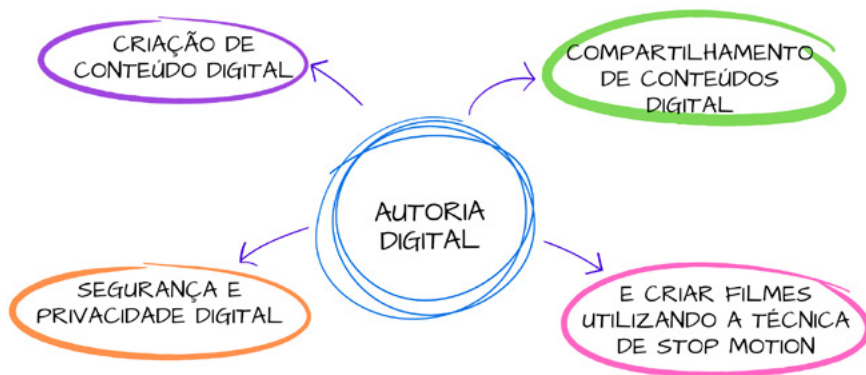 CRIAÇÃO DE
CONTEÚDO DIGITAL
COMPARTILHAMENTO
DE CONTEÚDOS
DIGITAL
AUTORIA
DIGITAL
SEGURANÇA E
PRIVACIDADE DIGITAL
E CRIAR FILMES
UTILIZANDO A TÉCNICA
DE STOP MOTION